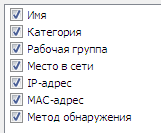 Имя
Категория
Рабочая группа
Место в сети
IP-адрес
MAC-адрес
Метод обнаружения